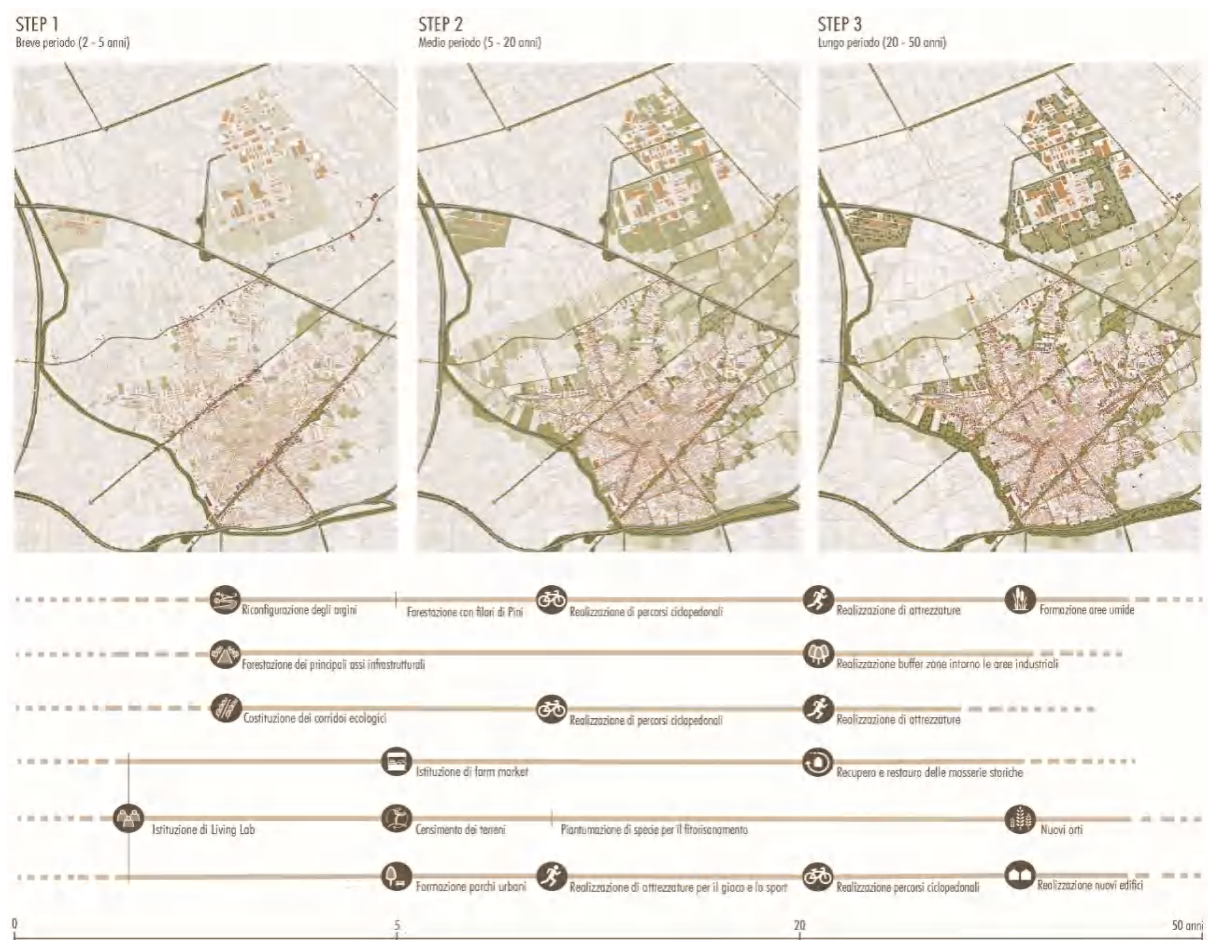 STEP 1
Breve periodo (2 - 5 anni)
STEP 2
Medio periodo (5 - 20 anni)
STEP 3
Lungo periodo (20 - 50 anni)
Riconfigurazione degli argini
Forestazione con filari di Pini
Realizzazione di percorsi ciclopedonali
Realizzazione di attrezzature
Formazione aree umide
Forestazione dei principali assi infrastrutturali
Realizzazione buffer zone intorno le aree industriali
Costituzione dei corridoi ecologici
Realizzazione di percorsi ciclopedonali
Realizzazione di attrezzature
Istituzione di farm market
Recupero e restauro delle masserie storiche
Istituzione di Living Lab
Censimento dei terreni
Piantumazione di specie per il fitorisanamento
Nuovi orti
Formazione parchi urbani
Realizzazione di attrezzature per il gioco e lo sport
Realizzazione percorsi ciclopedonali
Realizzazione nuovi edifici
0
5
20
50 anni